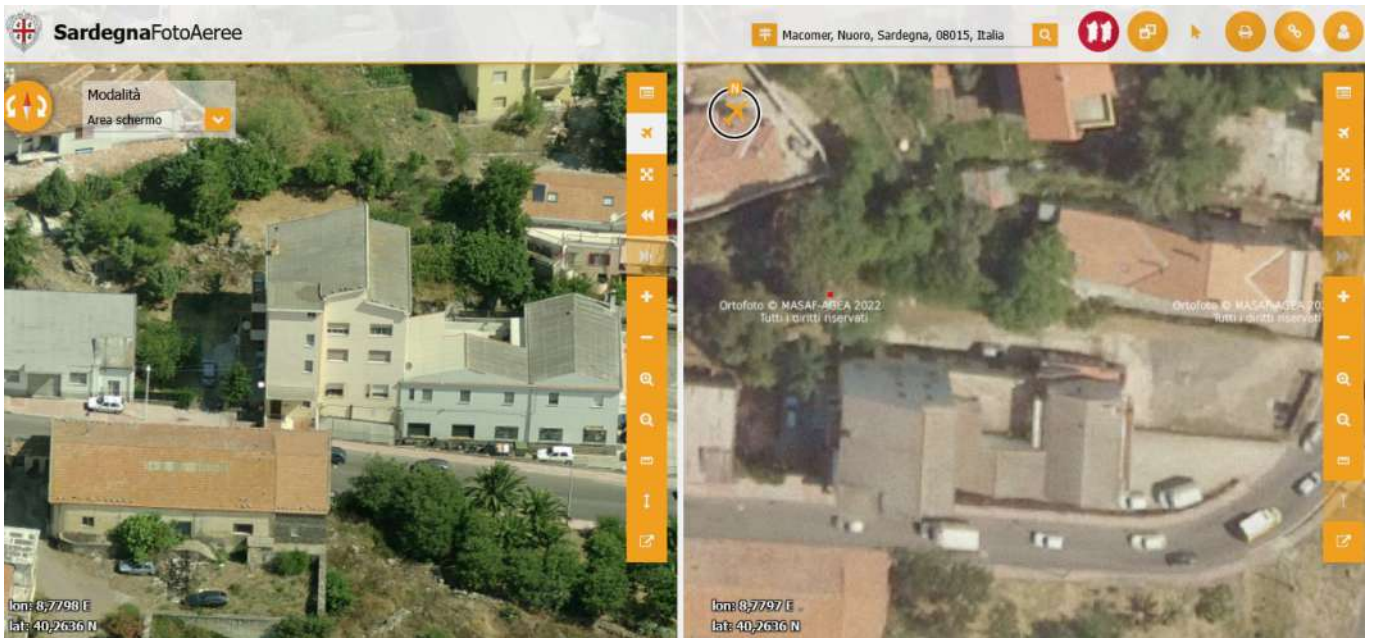 SardegnaFotoAeree
Macomer, Nuoro, Sardegna, 08015, Italia
Modalità
Area schermo
N
Ortofoto © MASAF-AGEA 2022
Tutti i diritti riservati
Ortofoto © MASAF-AGEA 20
Tutti i diritti riservati
lon: 8,7798 E
lat: 40,2636 N
lon: 8,7797 E
lat: 40,2636 N